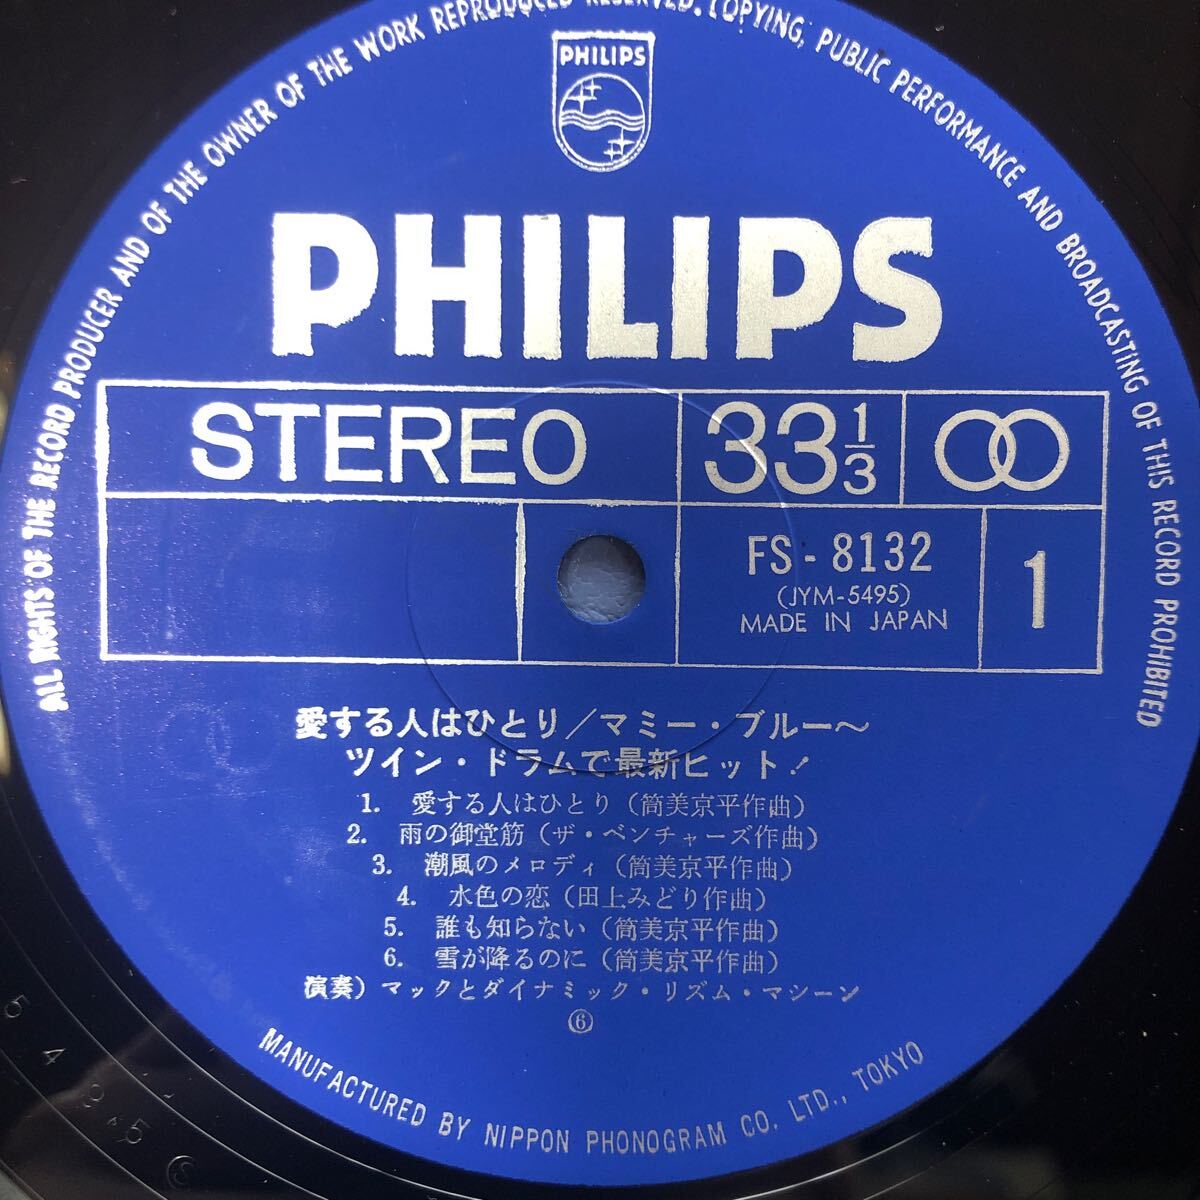 ALL RIGHTS OF THE RECORD PRODUCER AND OF THE OWNER OF THE WORK REPRODUCED RESERVED. COPYING, PUBLIC PERFORMANCE AND BROADCASTING OF THIS RECORD PROHIBITED
PHILIPS
PHILIPS
STEREO 33 1/3
FS-8132 1
(JYM-5495)
MADE IN JAPAN
愛する人はひとり/マミー・ブルー〜
ツイン・ドラムで最新ヒット!
1. 愛する人はひとり(筒美京平作曲)
2. 雨の御堂筋(ザ・ベンチャーズ作曲)
3. 潮風のメロディ(筒美京平作曲)
4. 水色の恋(田上みどり作曲)
5. 誰も知らない(筒美京平作曲)
6. 雪が降るのに(筒美京平作曲)
演奏)マックとダイナミック・リズム・マシーン
⑥
MANUFACTURED BY NIPPON PHONOGRAM CO. LTD., TOKYO